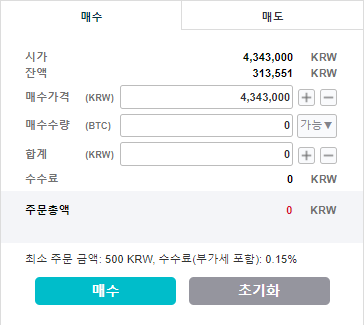 매수 매도
시가 4,343,000 KRW
잔액 313,551 KRW
매수가격 (KRW) 4,343,000 + −
매수수량 (BTC) 0 가능▼
합계 (KRW) 0 + −
수수료 0 KRW
주문총액 0 KRW
최소 주문 금액: 500 KRW, 수수료(부가세 포함): 0.15%
매수 초기화